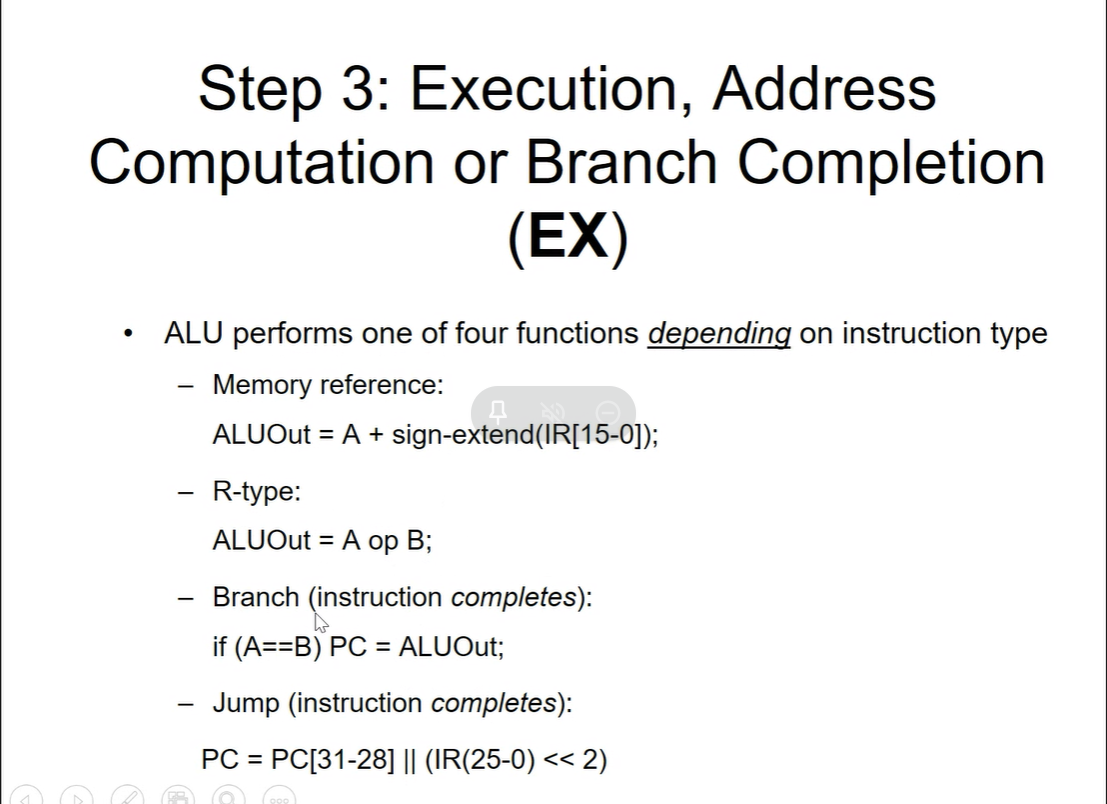 Step 3: Execution, Address
Computation or Branch Completion
(EX)
• ALU performs one of four functions depending on instruction type
– Memory reference:
ALUOut = A + sign-extend(IR[15-0]);
– R-type:
ALUOut = A op B;
– Branch (instruction completes):
if (A==B) PC = ALUOut;
– Jump (instruction completes):
PC = PC[31-28] || (IR(25-0) << 2)